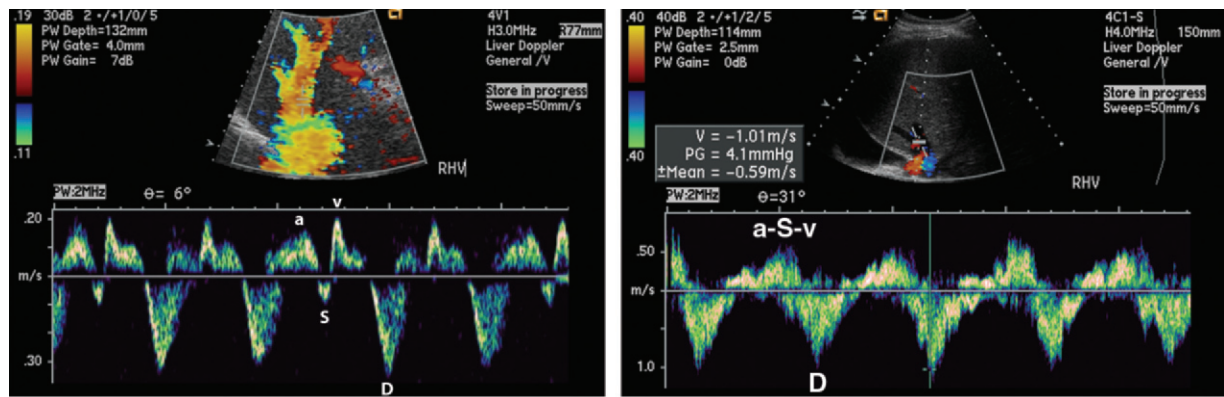 .19
30dB 2 •/+1/0/5
PW Depth=132mm
PW Gate= 4.0mm
PW Gain= 7dB
4V1
H3.0MHz R77mm
Liver Doppler
General /V
Store in progress
Sweep=50mm/s
.11
RHV
PW:2MHz
Θ= 6°
v
.20
a
m/s
S
.30
D
.40
40dB 2 •/+1/2/5
PW Depth=114mm
PW Gate= 2.5mm
PW Gain= 0dB
4C1-S
H4.0MHz 150mm
Liver Doppler
General /V
Store in progress
Sweep=50mm/s
.40
V = -1.01m/s
PG = 4.1mmHg
±Mean = -0.59m/s
RHV
PW:2MHz
Θ=31°
a-S-v
.50
m/s
1.0
D